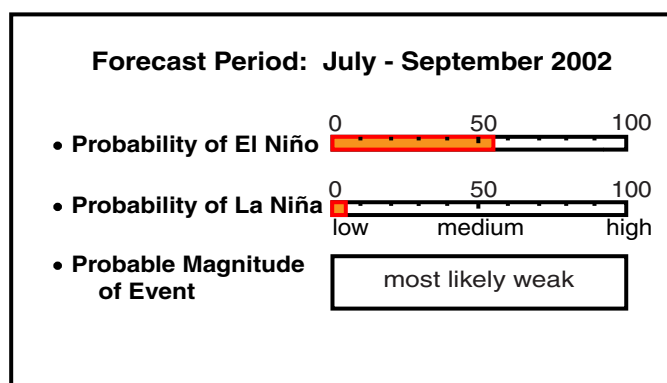 Forecast Period: July - September 2002
0 50 100
• Probability of El Niño
0 50 100
• Probability of La Niña
low medium high
• Probable Magnitude
of Event
most likely weak